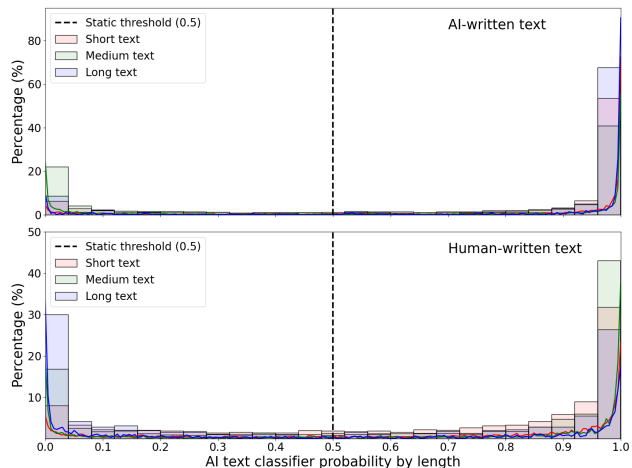 AI-written text
Static threshold (0.5)
Short text
Medium text
Long text
Percentage (%)
80
60
40
20
0
Human-written text
Static threshold (0.5)
Short text
Medium text
Long text
Percentage (%)
50
40
30
20
10
0
0.0 0.1 0.2 0.3 0.4 0.5 0.6 0.7 0.8 0.9 1.0
AI text classifier probability by length